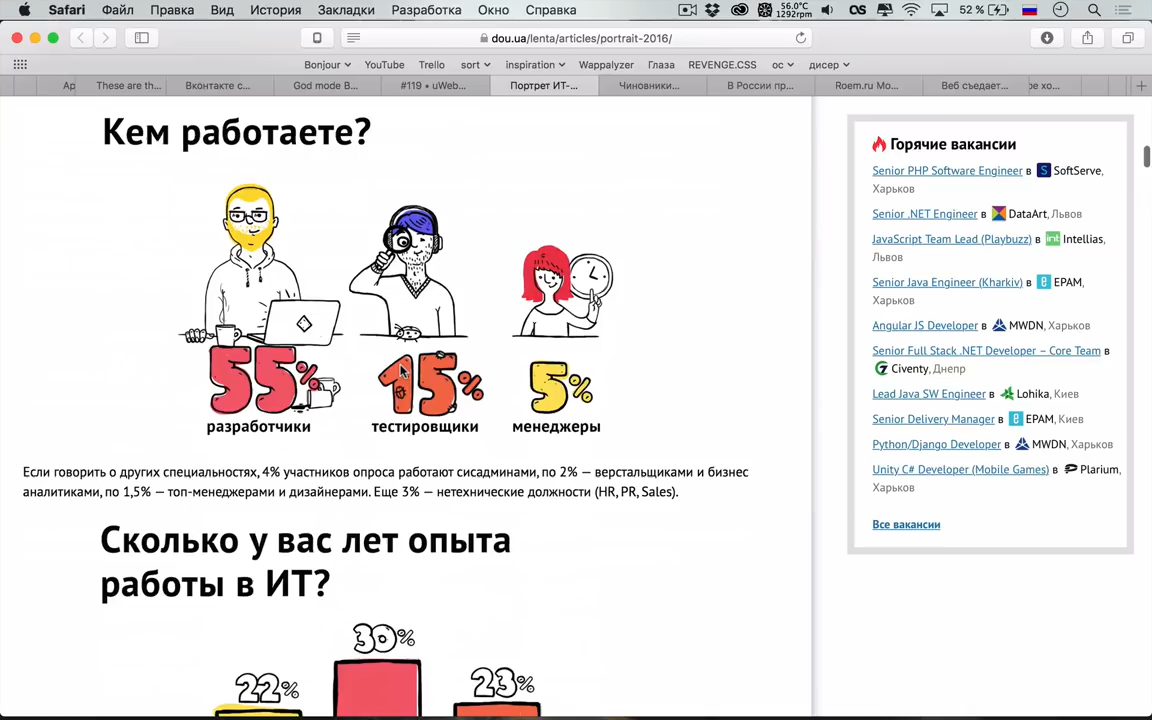 Safari Файл Правка Вид История Закладки Разработка Окно Справка 56.0°C 1292rpm 52 %
dou.ua/lenta/articles/portrait-2016/
Bonjour YouTube Trello sort inspiration Wappalyzer Глаза REVENGE.CSS ос дисер
Ap These are th... Вконтакте с... God mode B... #119 • uWeb... Портрет ИТ-... Чиновники... В России пр... Roem.ru Mo... Веб съедает...
Кем работаете?
55% 15% 5%
разработчики тестировщики менеджеры
Если говорить о других специальностях, 4% участников опроса работают сисадминами, по 2% — верстальщиками и бизнес
аналитиками, по 1,5% — топ-менеджерами и дизайнерами. Еще 3% — нетехнические должности (HR, PR, Sales).
Сколько у вас лет опыта
работы в ИТ?
30%
22% 23%
Горячие вакансии
Senior PHP Software Engineer в SoftServe,
Харьков
Senior .NET Engineer в DataArt, Львов
JavaScript Team Lead (Playbuzz) в Intellias,
Львов
Senior Java Engineer (Kharkiv) в EPAM,
Харьков
Angular JS Developer в MWDN, Харьков
Senior Full Stack .NET Developer – Core Team в
Civenty, Днепр
Lead Java SW Engineer в Lohika, Киев
Senior Delivery Manager в EPAM, Киев
Python/Django Developer в MWDN, Харьков
Unity C# Developer (Mobile Games) в Plarium,
Харьков
Все вакансии